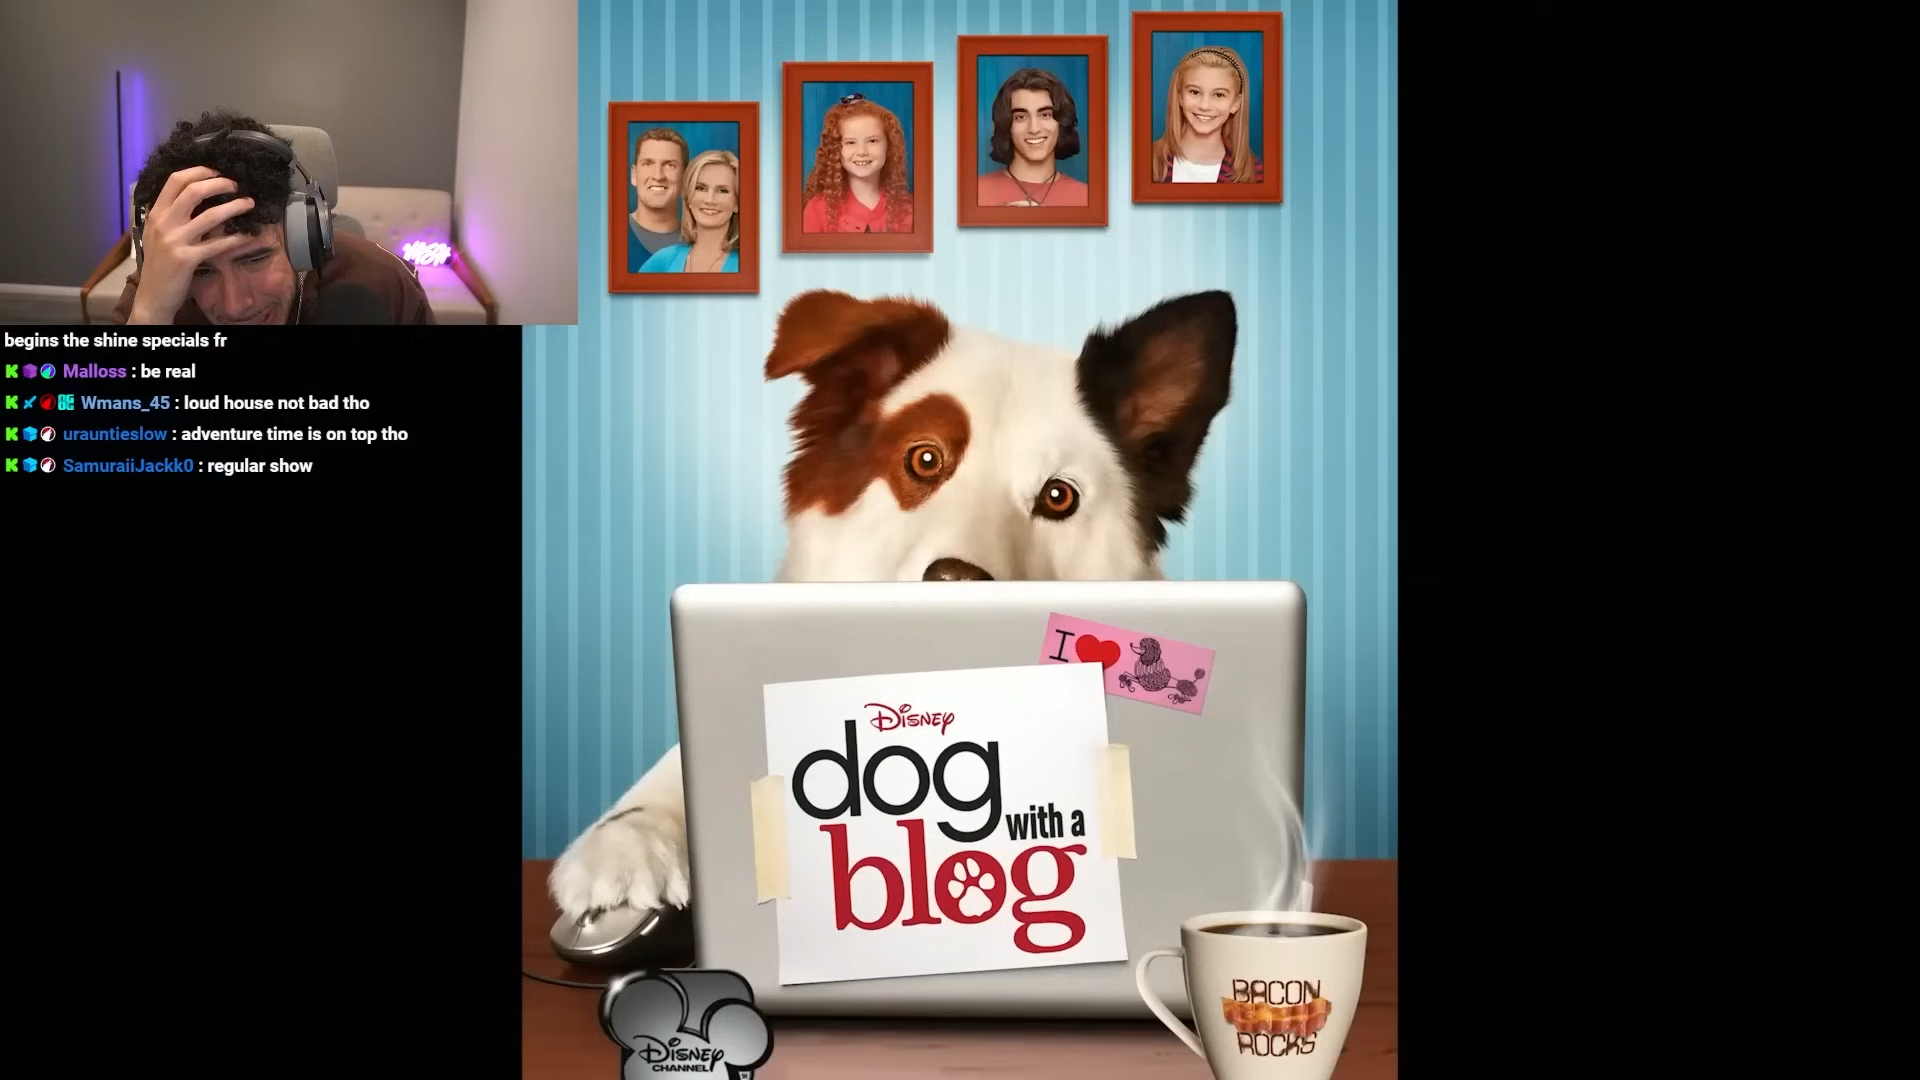 begins the shine specials fr
Malloss : be real
Wmans_45 : loud house not bad tho
urauntieslow : adventure time is on top tho
SamuraiiJackk0 : regular show
I
Disney
dog
with a
blog
BACON
ROCKS
Disney
CHANNEL